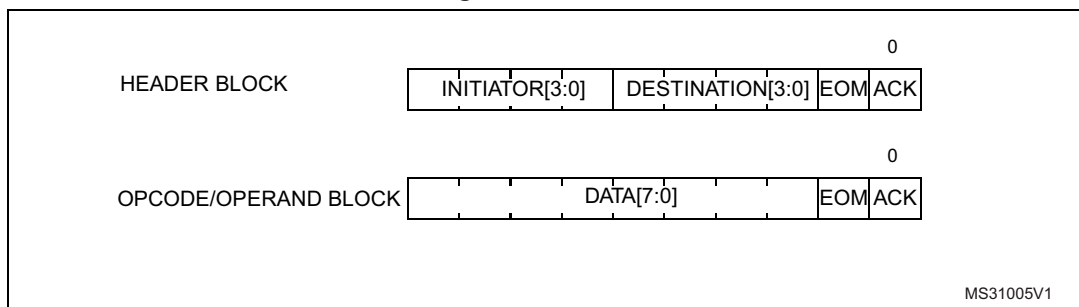 0
HEADER BLOCK INITIATOR[3:0] DESTINATION[3:0] EOM ACK
0
OPCODE/OPERAND BLOCK DATA[7:0] EOM ACK
MS31005V1